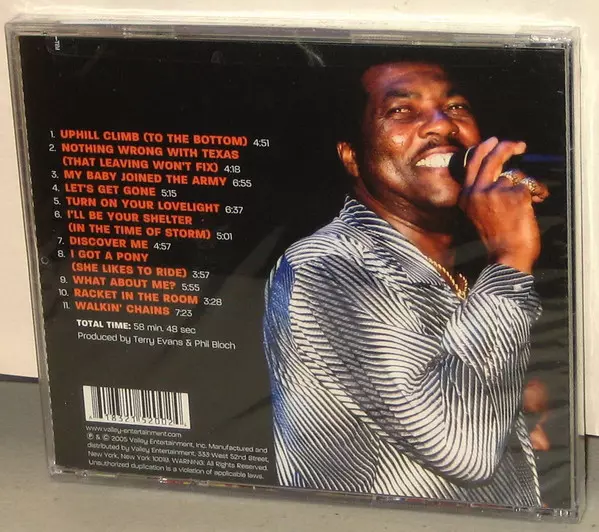 1. UPHILL CLIMB (TO THE BOTTOM) 4:51
2. NOTHING WRONG WITH TEXAS
(THAT LEAVING WON'T FIX) 4:18
3. MY BABY JOINED THE ARMY 6:55
4. LET'S GET GONE 5:15
5. TURN ON YOUR LOVELIGHT 6:37
6. I'LL BE YOUR SHELTER
(IN THE TIME OF STORM) 5:01
7. DISCOVER ME 4:57
8. I GOT A PONY
(SHE LIKES TO RIDE) 3:57
9. WHAT ABOUT ME? 5:55
10. RACKET IN THE ROOM 3:28
11. WALKIN' CHAINS 7:23
TOTAL TIME: 58 min. 48 sec
Produced by Terry Evans & Phil Bloch
www.valley-entertainment.com
℗ & © 2005 Valley Entertainment, Inc. Manufactured and
distributed by Valley Entertainment, 333 West 52nd Street,
New York, New York 10019. WARNING: All Rights Reserved.
Unauthorized duplication is a violation of applicable laws.